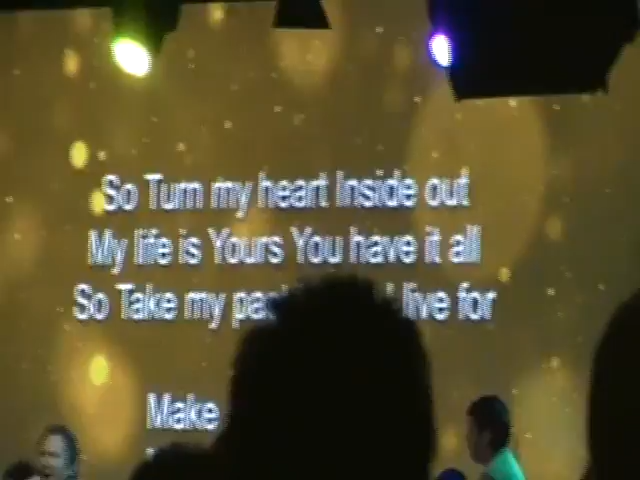 So Turn my heart Inside out
My life is Yours You have it all
So Take my live for
Make